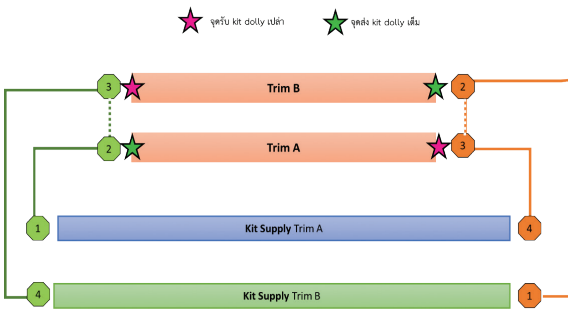 จุดรับ kit dolly เปล่า
จุดส่ง kit dolly เต็ม
3 Trim B 2
2 Trim A 3
1 Kit Supply Trim A 4
4 Kit Supply Trim B 1